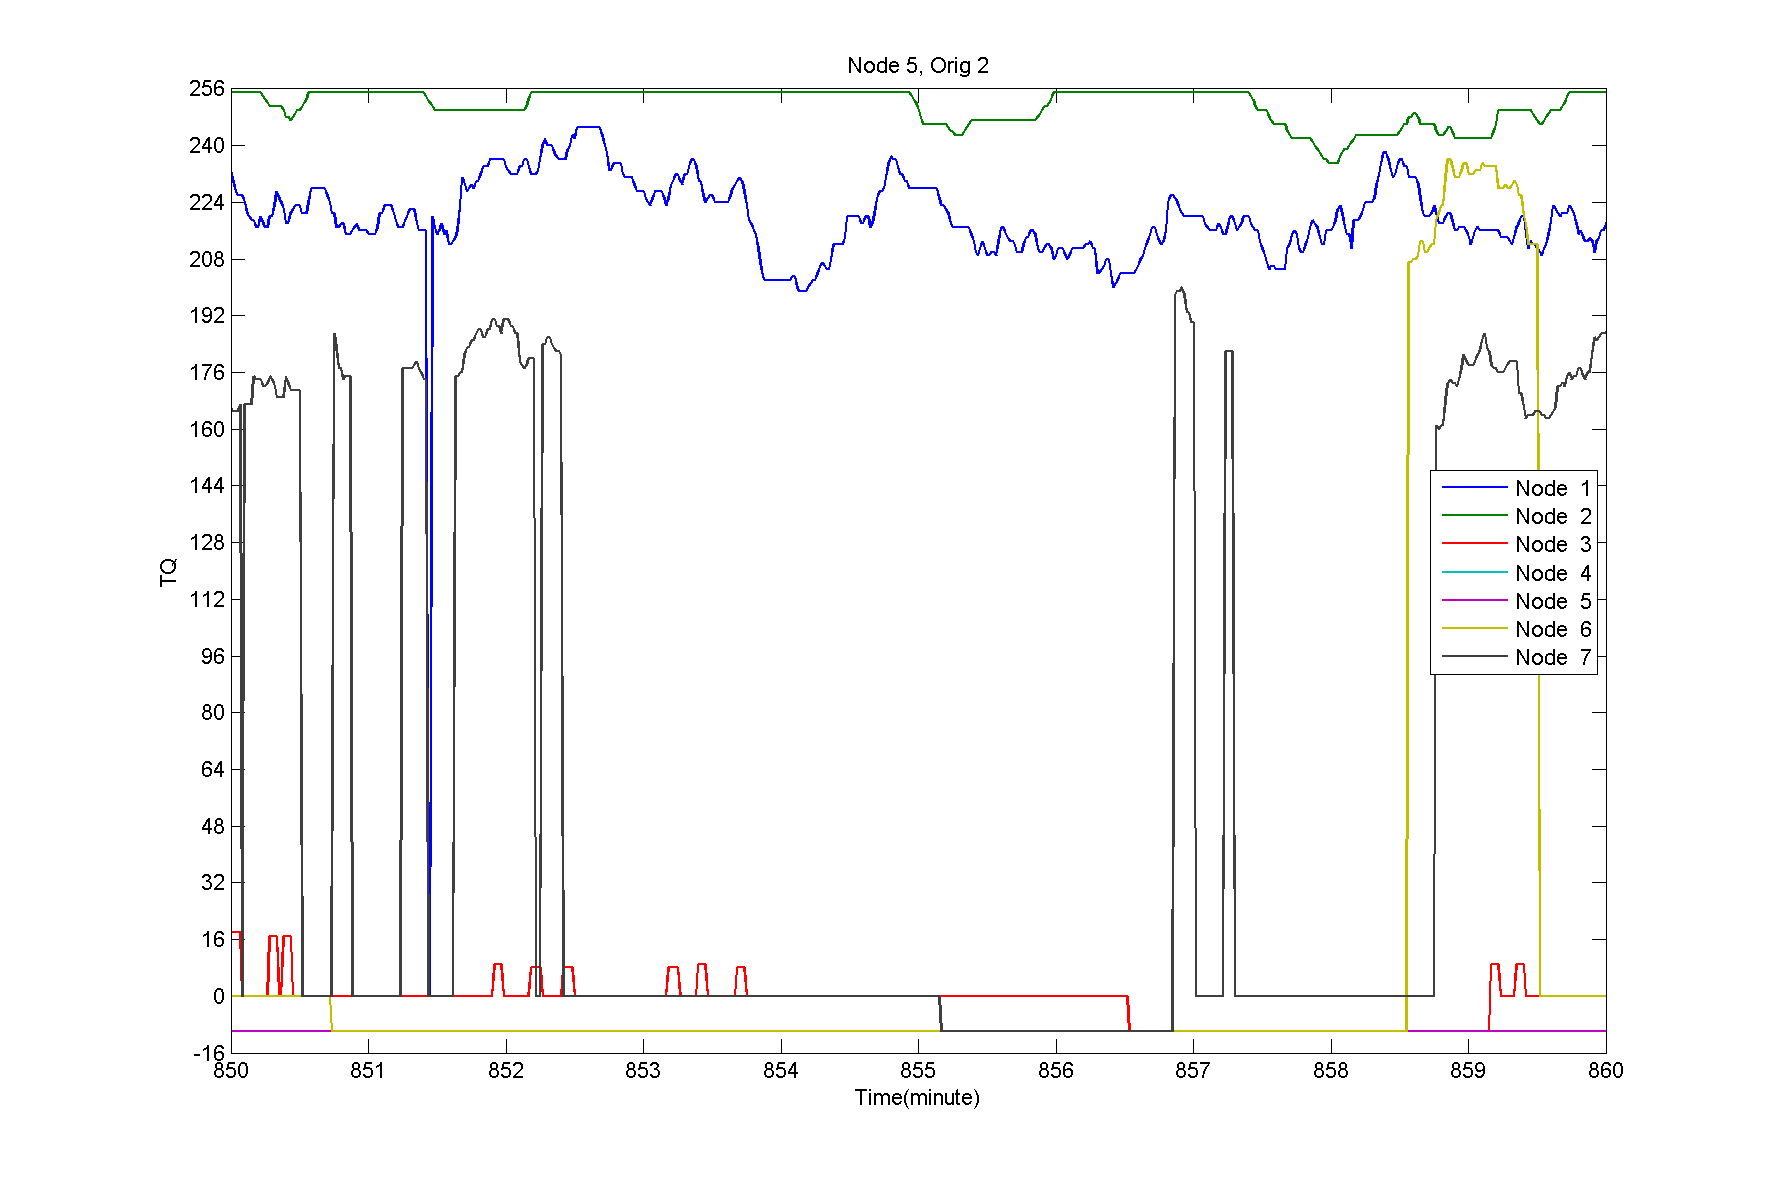 Node 5, Orig 2
256
240
224
208
192
176
160
144
128
112
96
80
64
48
32
16
0
-16
TQ
Node 1
Node 2
Node 3
Node 4
Node 5
Node 6
Node 7
850 851 852 853 854 855 856 857 858 859 860
Time(minute)